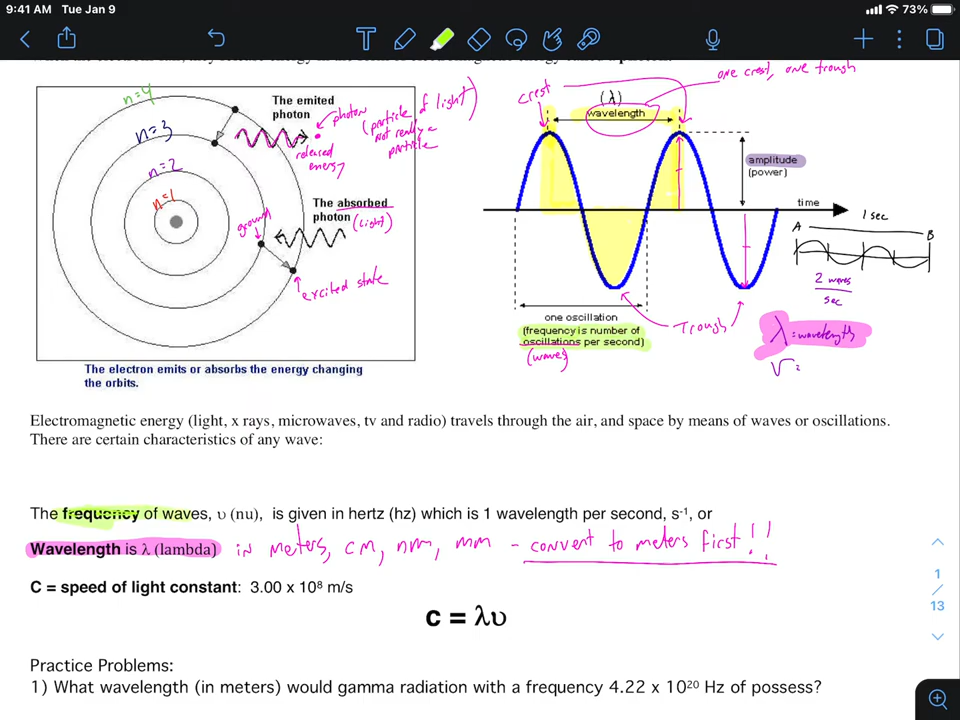 9:41 AM Tue Jan 9
73%
T
n=4
n=3
n=2
n=1
The emitted
photon
photon
(particle of light)
not really a
particle
released
energy
The absorbed
photon
(light)
ground
excited state
The electron emits or absorbs the energy changing
the orbits.
crest
(λ)
wavelength
one crest, one trough
amplitude
(power)
time
1 sec
A
B
2 waves
sec
one oscillation
(frequency is number of
oscillations per second)
(waves)
Trough
λ = wavelength
Electromagnetic energy (light, x rays, microwaves, tv and radio) travels through the air, and space by means of waves or oscillations.
There are certain characteristics of any wave:
The frequency of waves, υ (nu), is given in hertz (hz) which is 1 wavelength per second, s⁻¹, or
Wavelength is λ (lambda) in meters, cm, nm, mm - convert to meters first!!
C = speed of light constant: 3.00 x 10⁸ m/s
c = λυ
Practice Problems:
1) What wavelength (in meters) would gamma radiation with a frequency 4.22 x 10²⁰ Hz of possess?
1
/
13